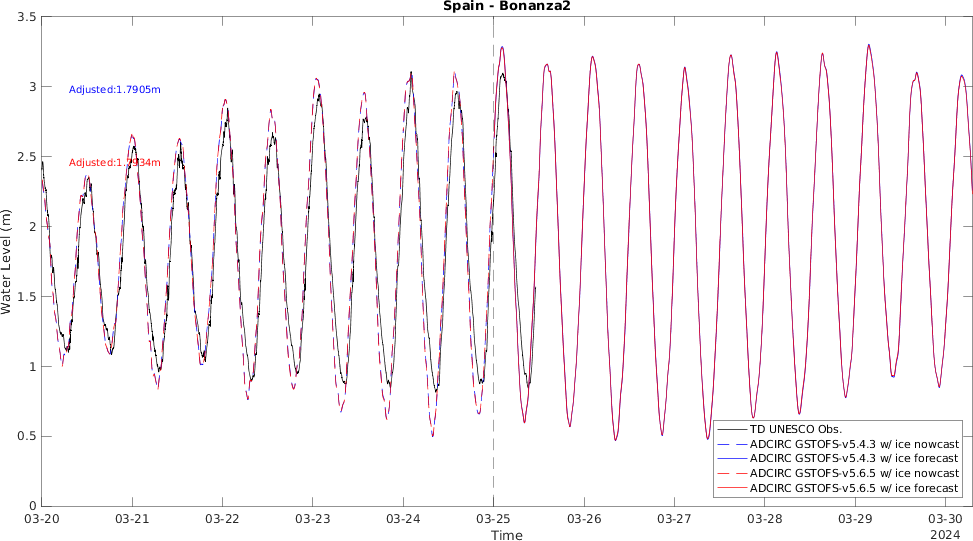 Spain - Bonanza2
3.5
3
2.5
2
1.5
1
0.5
0
Water Level (m)
Adjusted:1.7905m
Adjusted:1.7934m
TD UNESCO Obs.
ADCIRC GSTOFS-v5.4.3 w/ ice nowcast
ADCIRC GSTOFS-v5.4.3 w/ ice forecast
ADCIRC GSTOFS-v5.6.5 w/ ice nowcast
ADCIRC GSTOFS-v5.6.5 w/ ice forecast
03-20 03-21 03-22 03-23 03-24 03-25 03-26 03-27 03-28 03-29 03-30
Time
2024